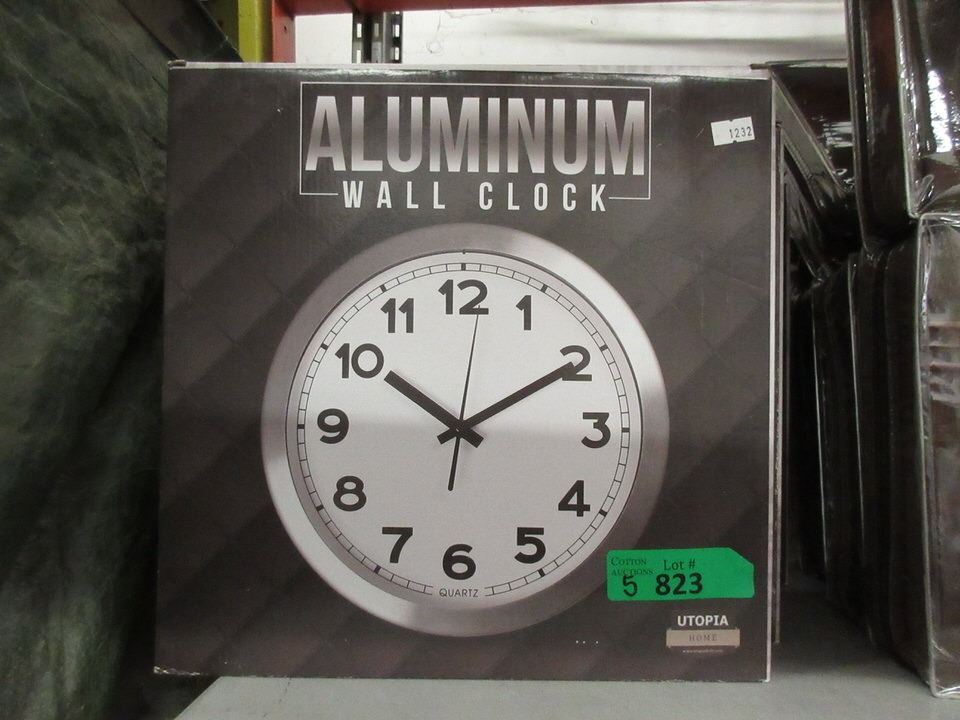 ALUMINUM
WALL CLOCK
1232
12
1
2
3
4
5
6
7
8
9
10
11
QUARTZ
COTTON
AUCTIONS
Lot #
5 823
UTOPIA
HOME